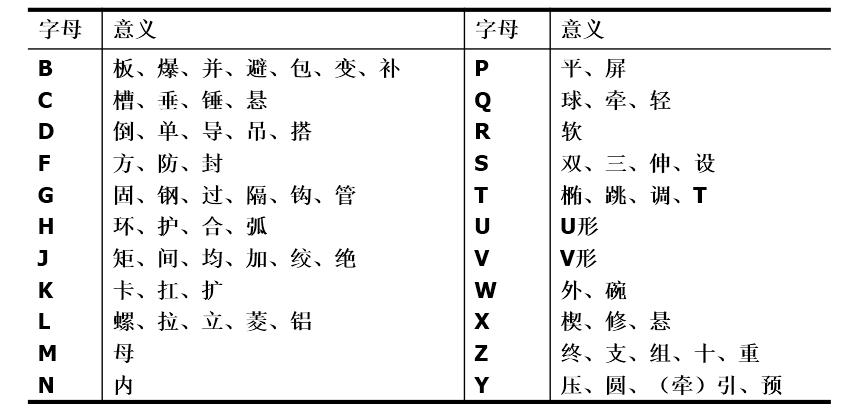 字母 意义 字母 意义
B 板、爆、并、避、包、变、补 P 平、屏
C 槽、垂、锤、悬 Q 球、牵、轻
D 倒、单、导、吊、搭 R 软
F 方、防、封 S 双、三、伸、设
G 固、钢、过、隔、钩、管 T 椭、跳、调、T
H 环、护、合、弧 U U形
J 矩、间、均、加、绞、绝 V V形
K 卡、扛、扩 W 外、碗
L 螺、拉、立、菱、铝 X 楔、修、悬
M 母 Z 终、支、组、十、重
N 内 Y 压、圆、（牵）引、预